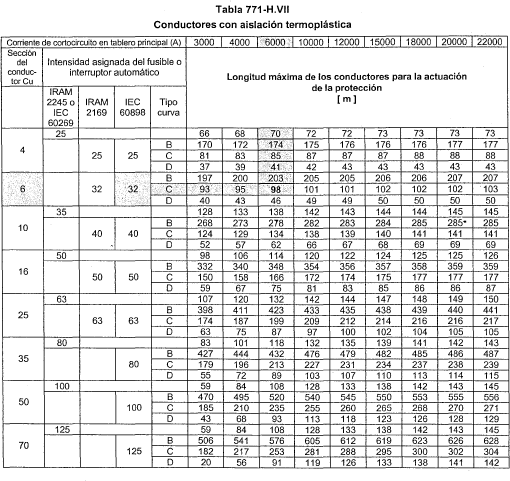 Tabla 771-H.VII
Conductores con aislación termoplástica
Corriente de cortocircuito en tablero principal (A) 3000 4000 6000 10000 12000 15000 18000 20000 22000
Sección del conduc-tor Cu Intensidad asignada del fusible o interruptor automático Longitud máxima de los conductores para la actuación de la protección [ m ]
IRAM 2245 o IEC 60269 IRAM 2169 IEC 60898 Tipo curva
4 25 66 68 70 72 72 73 73 73 73
25 25 B 170 172 174 175 176 176 176 177 177
C 81 83 85 87 87 87 88 88 88
D 37 39 41 42 43 43 43 43 43
6 32 32 B 197 200 203 205 205 206 206 207 207
C 93 95 98 101 101 102 102 102 103
D 40 43 46 49 49 50 50 50 50
10 35 128 133 138 142 143 144 144 145 145
40 40 B 268 273 278 282 283 284 285 285* 285
C 124 129 134 138 139 140 141 141 141
D 52 57 62 66 67 68 69 69 69
16 50 98 106 114 120 122 124 125 125 126
50 50 B 332 340 348 354 356 357 358 359 359
C 150 158 166 172 174 175 177 177 177
D 59 67 75 81 83 85 86 86 87
25 63 107 120 132 142 144 147 148 149 150
63 63 B 398 411 423 433 435 438 439 440 441
C 174 187 199 209 212 214 216 216 217
D 63 75 87 97 100 102 104 105 105
35 80 83 101 118 132 135 139 141 142 143
80 B 427 444 432 476 479 482 485 486 487
C 179 196 213 227 231 234 237 238 239
D 55 72 89 103 107 110 113 114 115
50 100 59 84 108 128 133 138 142 143 145
100 B 470 495 520 540 545 550 553 555 556
C 185 210 235 255 260 265 268 270 271
D 43 68 93 113 118 123 126 128 129
70 125 59 84 108 128 133 138 142 143 145
125 B 506 541 576 605 612 619 623 626 628
C 182 217 253 281 288 295 300 302 304
D 20 56 91 119 126 133 138 141 142